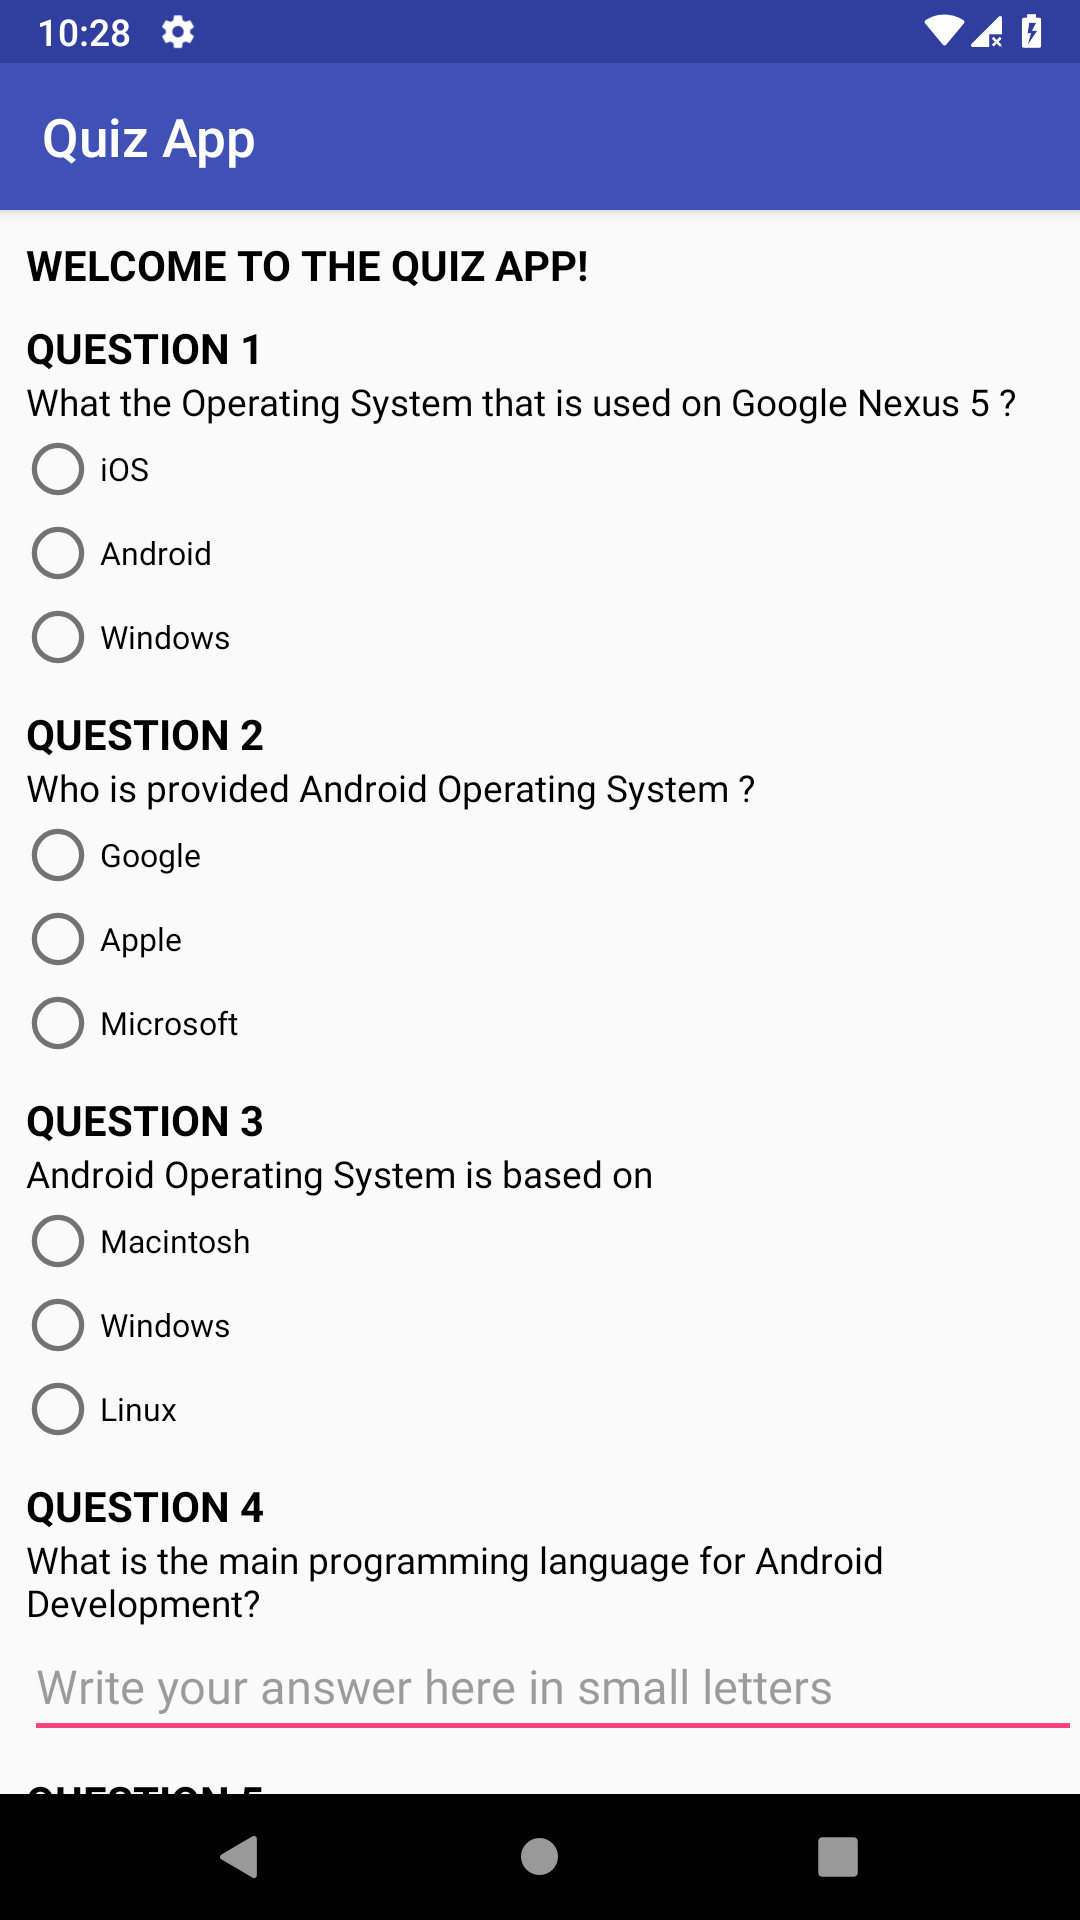 10:28
Quiz App
WELCOME TO THE QUIZ APP!
QUESTION 1
What the Operating System that is used on Google Nexus 5 ?
iOS
Android
Windows
QUESTION 2
Who is provided Android Operating System ?
Google
Apple
Microsoft
QUESTION 3
Android Operating System is based on
Macintosh
Windows
Linux
QUESTION 4
What is the main programming language for Android
Development?
Write your answer here in small letters
QUESTION 5